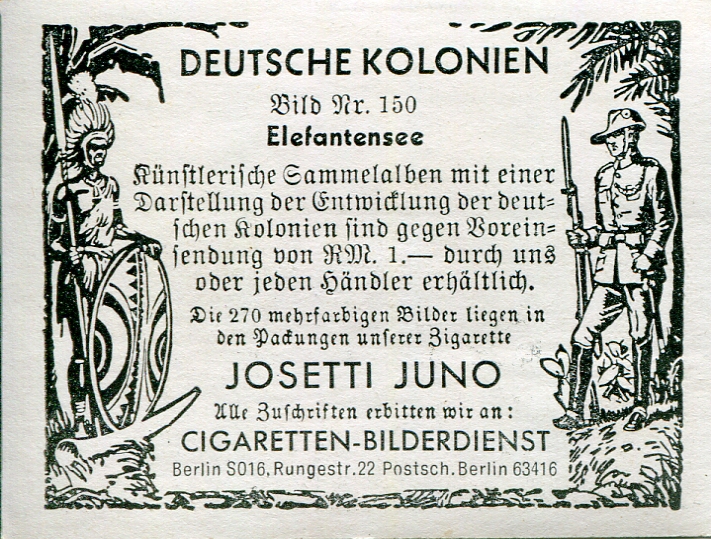 DEUTSCHE KOLONIEN
Bild Nr. 150
Elefantensee
Künstlerische Sammelalben mit einer
Darstellung der Entwicklung der deut=
schen Kolonien sind gegen Vorein=
sendung von RM. 1.— durch uns
oder jeden Händler erhältlich.
Die 270 mehrfarbigen Bilder liegen in
den Packungen unserer Zigarette
JOSETTI JUNO
Alle Zuschriften erbitten wir an:
CIGARETTEN-BILDERDIENST
Berlin SO16, Rungestr. 22 Postsch. Berlin 63416